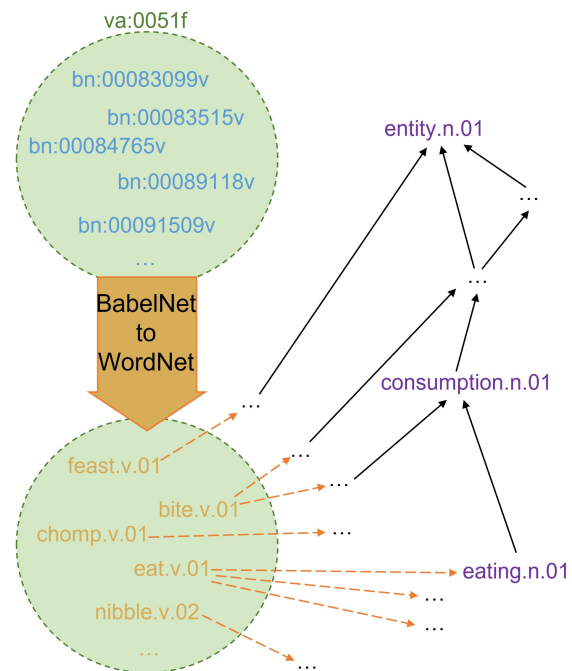 va:0051f
bn:00083099v
bn:00083515v
bn:00084765v
bn:00089118v
bn:00091509v
...
BabelNet
to
WordNet
entity.n.01
...
...
consumption.n.01
...
feast.v.01
...
bite.v.01
...
chomp.v.01
...
eat.v.01
eating.n.01
...
nibble.v.02
...
...
...